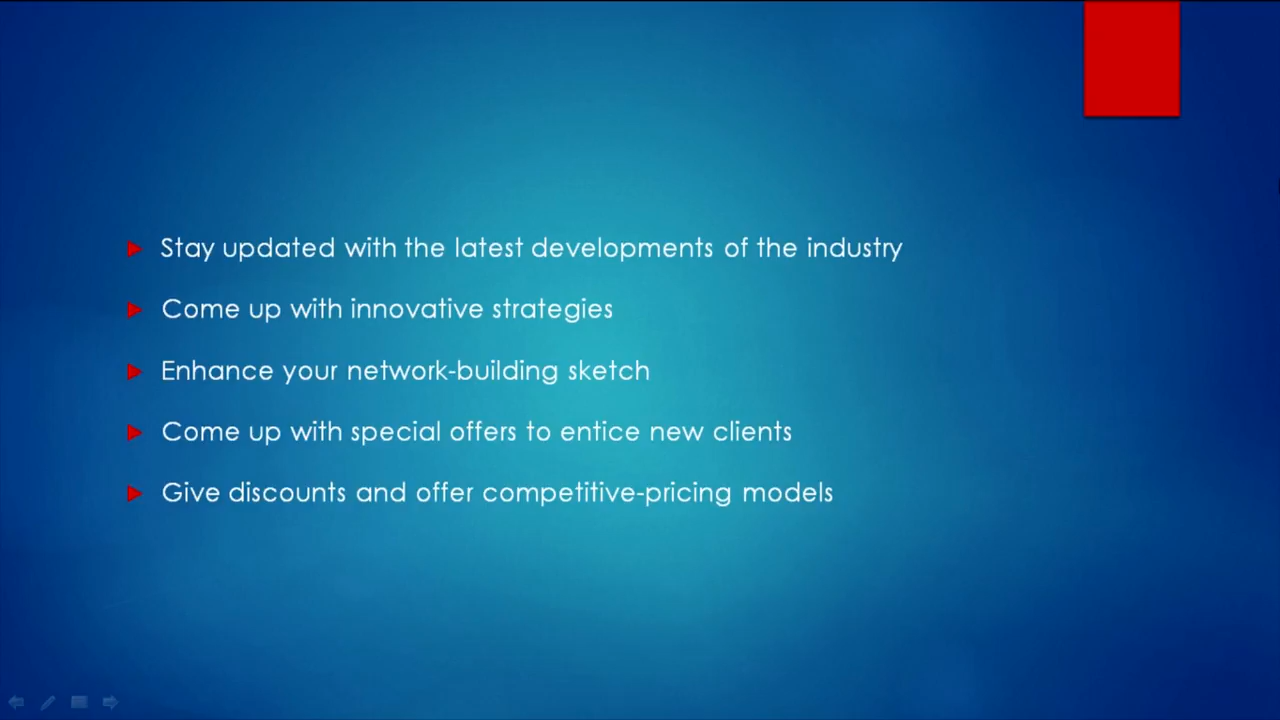 Stay updated with the latest developments of the industry
Come up with innovative strategies
Enhance your network-building sketch
Come up with special offers to entice new clients
Give discounts and offer competitive-pricing models